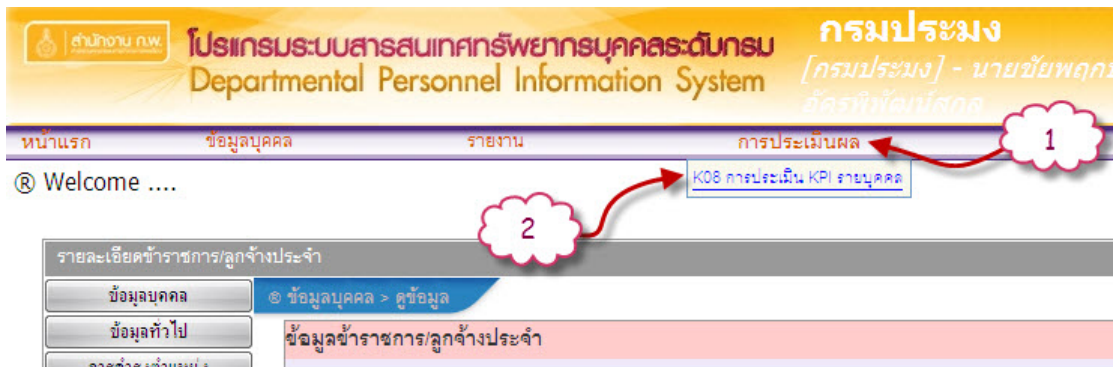 สำนักงาน ก.พ.
โปรแกรมระบบสารสนเทศทรัพยากรบุคคลระดับกรม
Departmental Personnel Information System
กรมประมง
[กรมประมง] - นายชัยพฤกษ์
หน้าแรก ข้อมูลบุคคล รายงาน การประเมินผล
1
® Welcome ....
K08 การประเมิน KPI รายบุคคล
2
รายละเอียดข้าราชการ/ลูกจ้างประจำ
ข้อมูลบุคคล
® ข้อมูลบุคคล > ดูข้อมูล
ข้อมูลทั่วไป
ข้อมูลข้าราชการ/ลูกจ้างประจำ